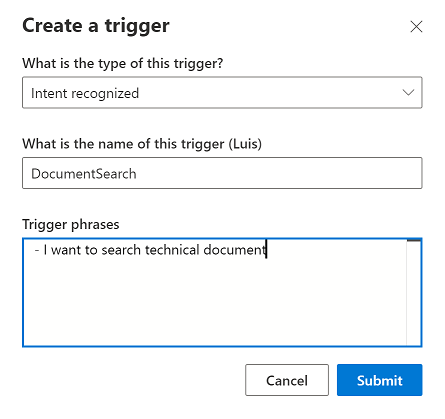 Create a trigger
What is the type of this trigger?
Intent recognized
What is the name of this trigger (Luis)
DocumentSearch
Trigger phrases
- I want to search technical document
Cancel
Submit